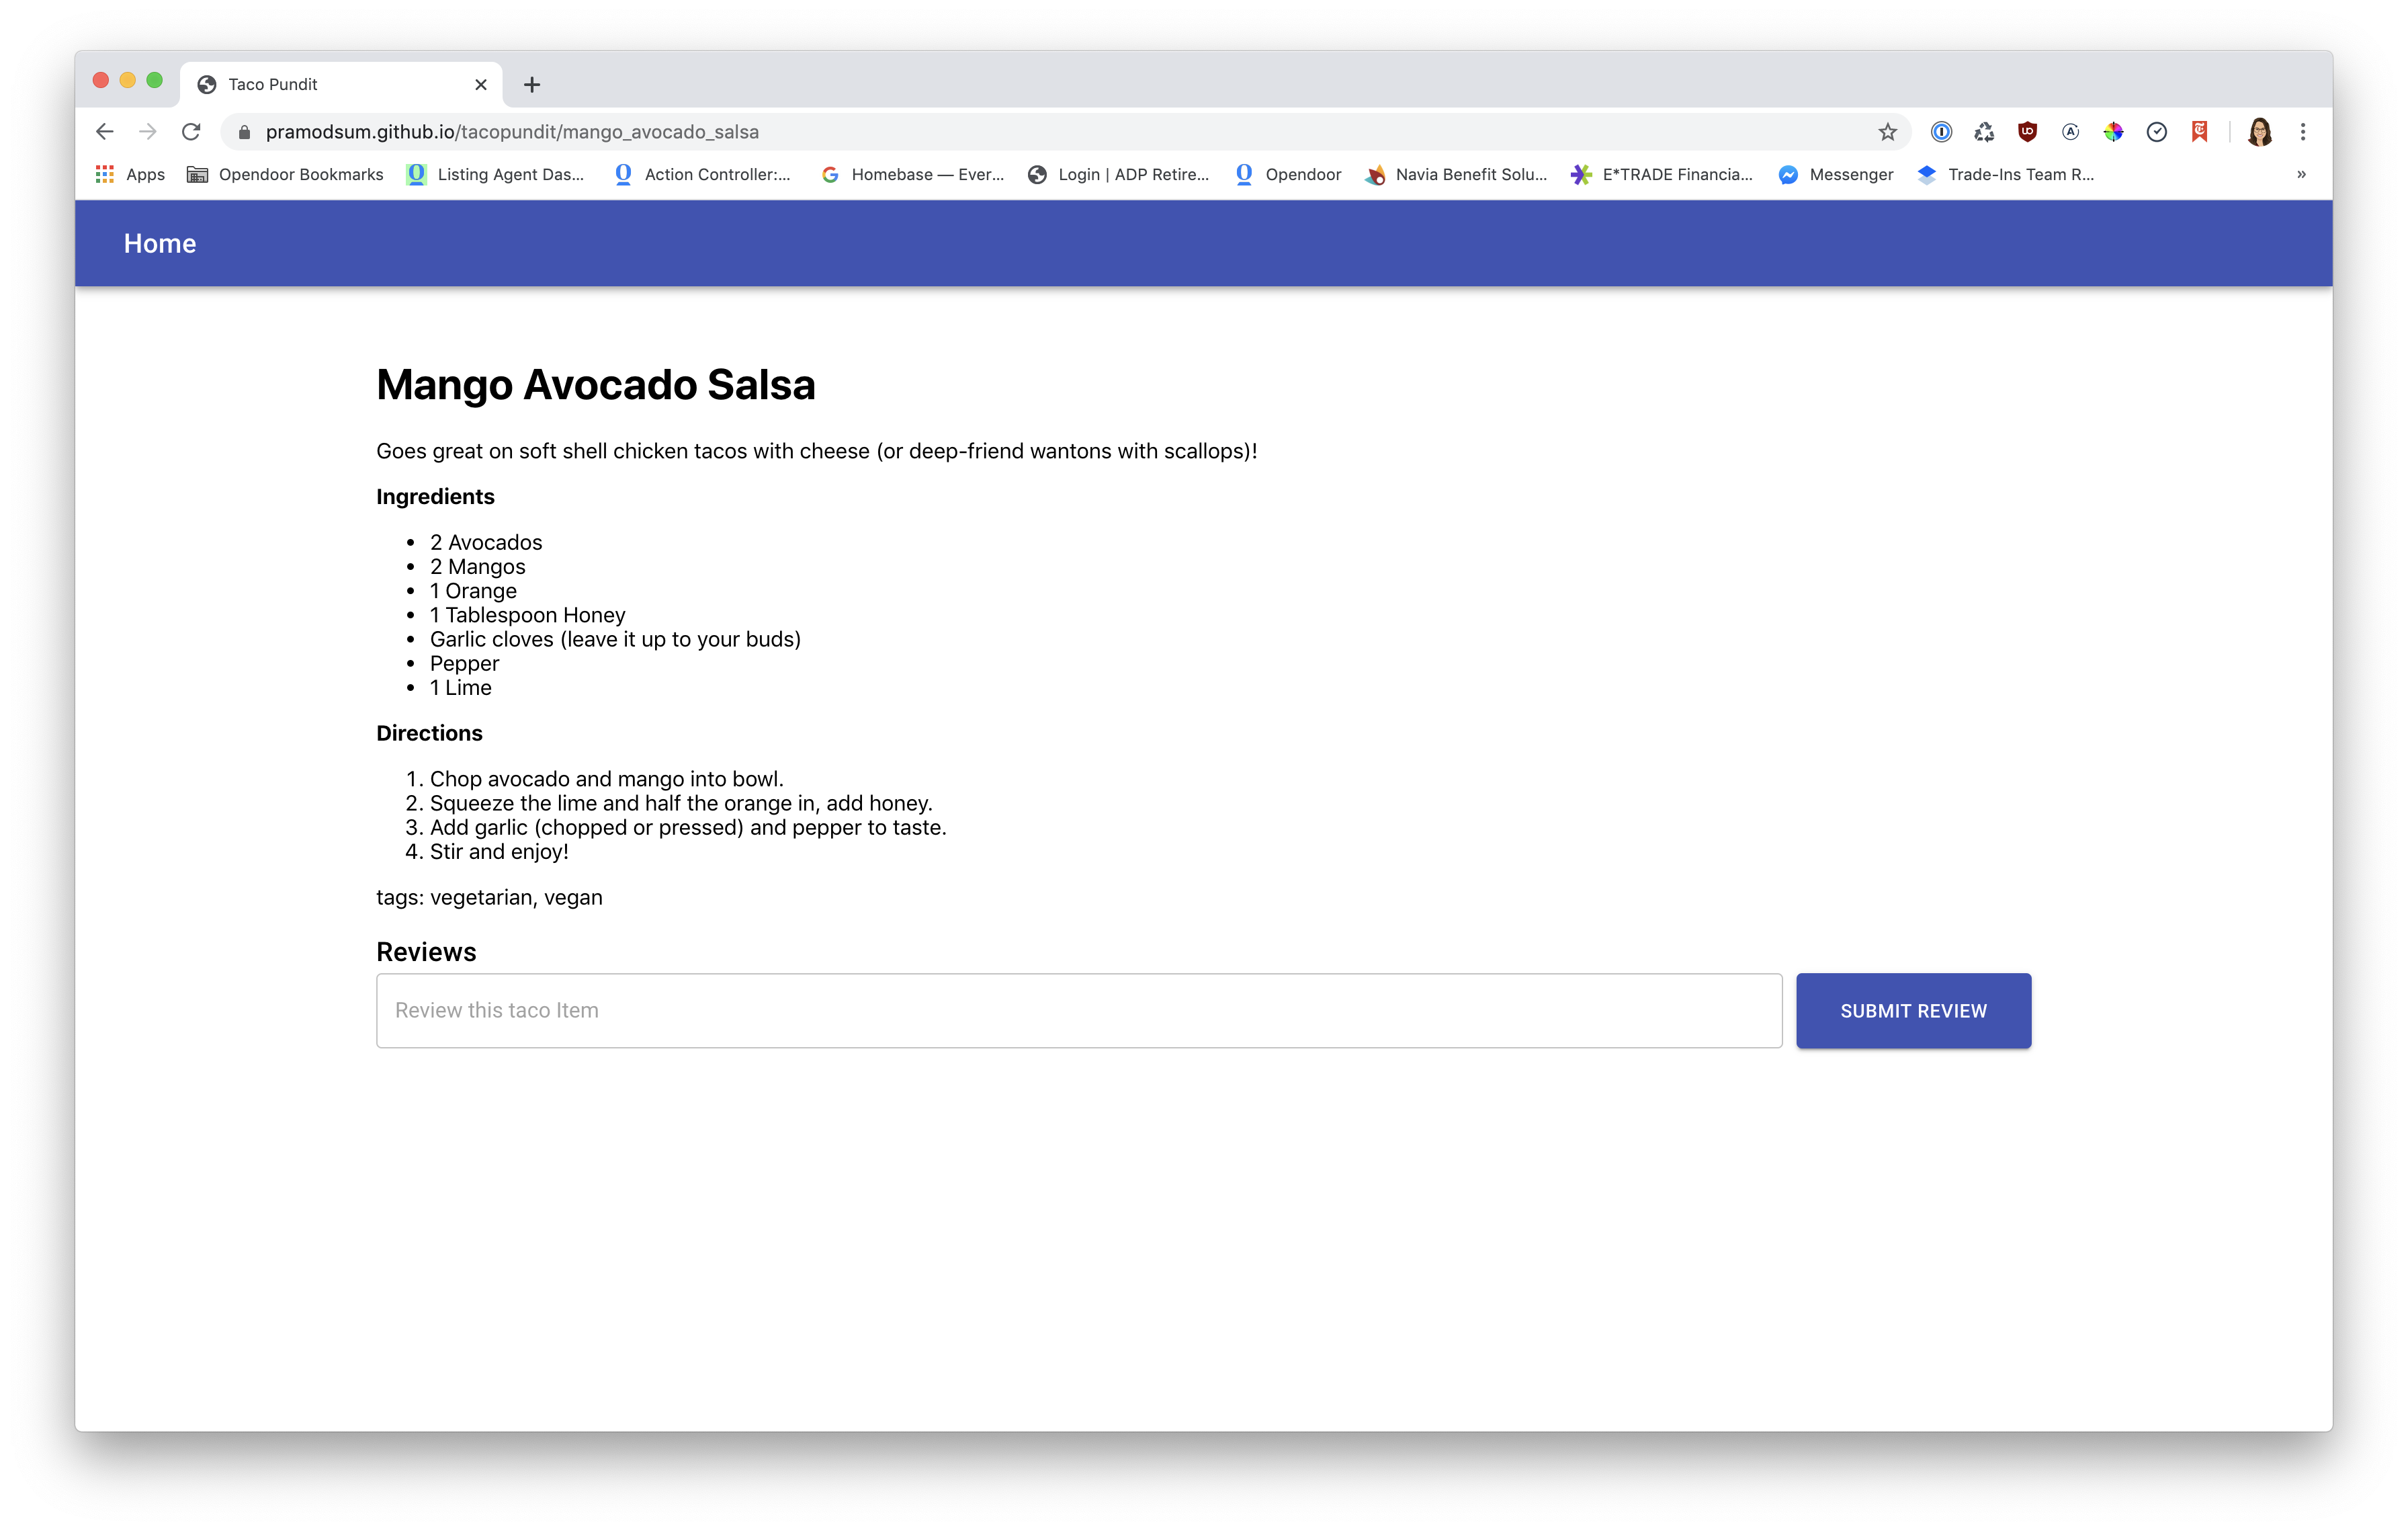 Taco Pundit
pramodsum.github.io/tacopundit/mango_avocado_salsa
Apps Opendoor Bookmarks Listing Agent Das... Action Controller:... Homebase — Ever... Login | ADP Retire... Opendoor Navia Benefit Solu... E*TRADE Financia... Messenger Trade-Ins Team R... »
Home
Mango Avocado Salsa
Goes great on soft shell chicken tacos with cheese (or deep-friend wantons with scallops)!
Ingredients
• 2 Avocados
• 2 Mangos
• 1 Orange
• 1 Tablespoon Honey
• Garlic cloves (leave it up to your buds)
• Pepper
• 1 Lime
Directions
1. Chop avocado and mango into bowl.
2. Squeeze the lime and half the orange in, add honey.
3. Add garlic (chopped or pressed) and pepper to taste.
4. Stir and enjoy!
tags: vegetarian, vegan
Reviews
Review this taco Item
SUBMIT REVIEW